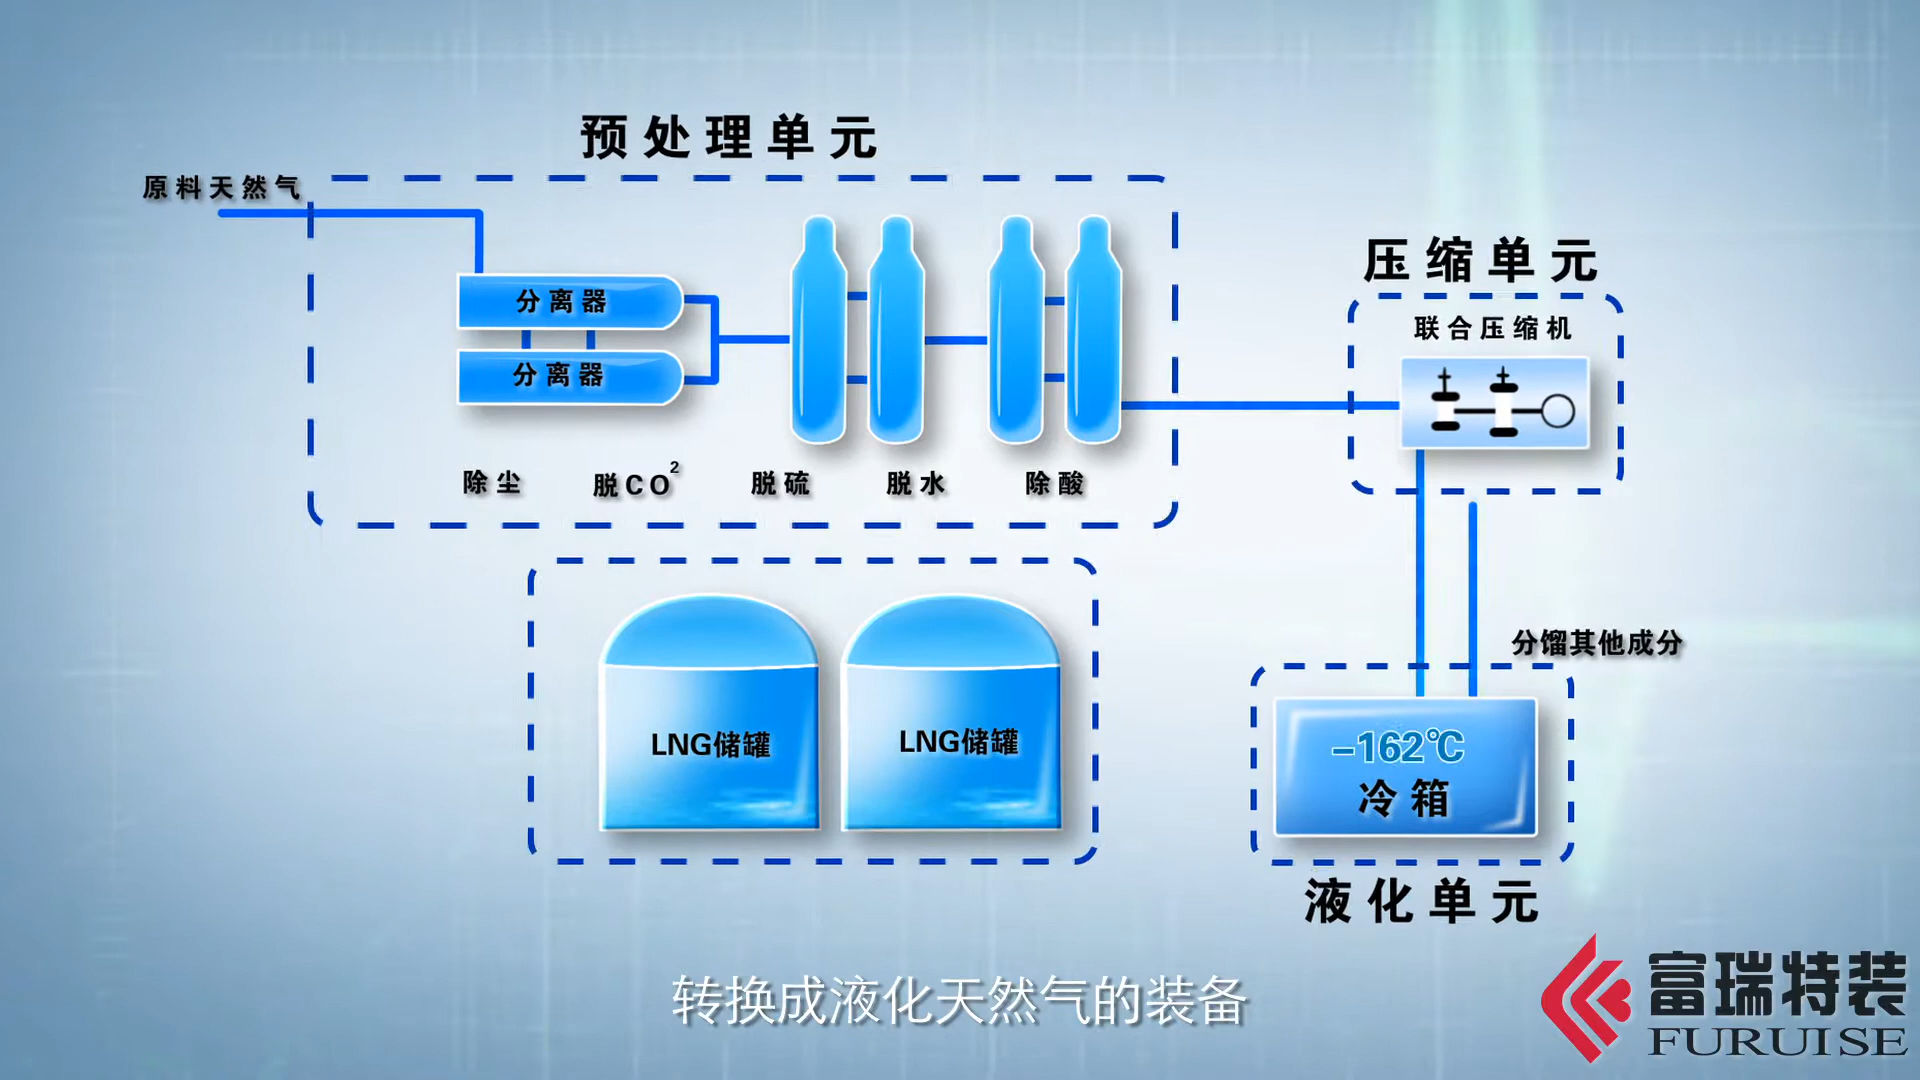 预处理单元
原料天然气
分离器
分离器
除尘 脱CO² 脱硫 脱水 除酸
压缩单元
联合压缩机
LNG储罐 LNG储罐
分馏其他成分
-162℃
冷箱
液化单元
转换成液化天然气的装备
富瑞特装
FURUISE